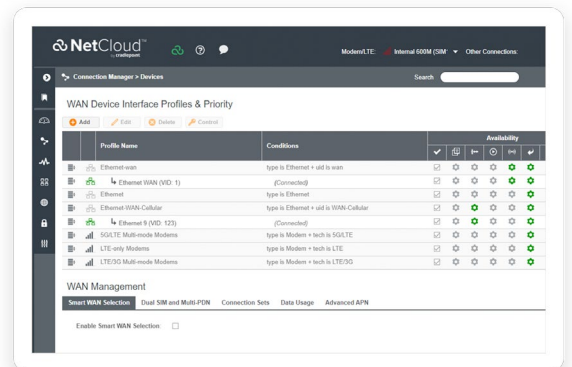 NetCloud™
by cradlepoint
Modem/LTE: Internal 600M (SIM' Other Connections:
Connection Manager > Devices
Search
WAN Device Interface Profiles & Priority
Add Edit Delete Control
Availability
Profile Name Conditions
Ethernet-wan type is Ethernet + uid is wan
Ethernet WAN (VID: 1) (Connected)
Ethernet type is Ethernet
Ethernet-WAN-Cellular type is Ethernet + uid is WAN-Cellular
Ethernet 9 (VID: 123) (Connected)
5G/LTE Multi-mode Modems type is Modem + tech is 5G/LTE
LTE-only Modems type is Modem + tech is LTE
LTE/3G Multi-mode Modems type is Modem + tech is LTE/3G
WAN Management
Smart WAN Selection Dual SIM and Multi-PDN Connection Sets Data Usage Advanced APN
Enable Smart WAN Selection